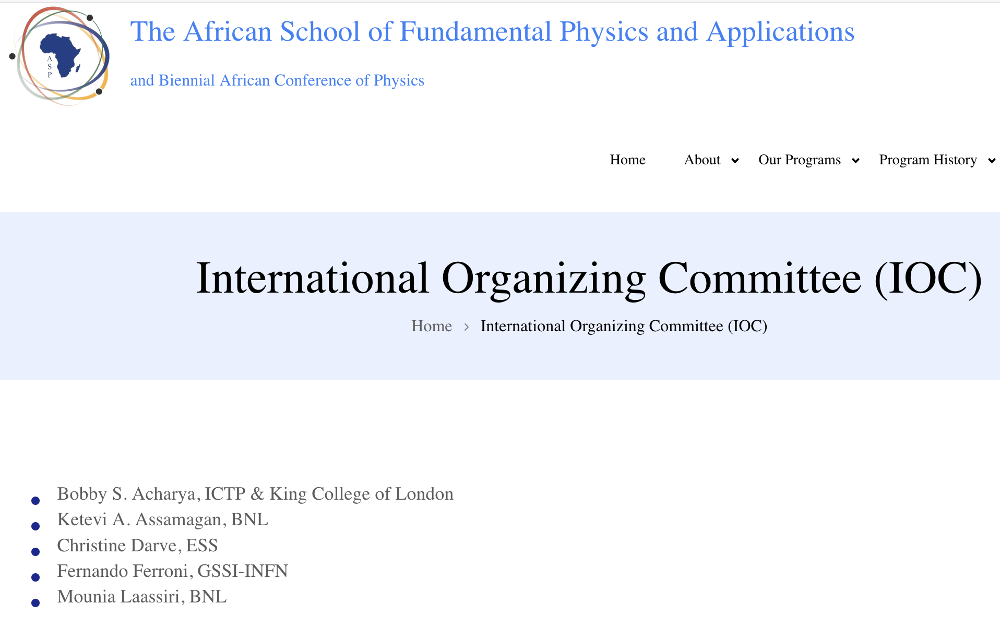 A
S
P
The African School of Fundamental Physics and Applications
and Biennial African Conference of Physics
Home About Our Programs Program History
International Organizing Committee (IOC)
Home > International Organizing Committee (IOC)
Bobby S. Acharya, ICTP & King College of London
Ketevi A. Assamagan, BNL
Christine Darve, ESS
Fernando Ferroni, GSSI-INFN
Mounia Laassiri, BNL